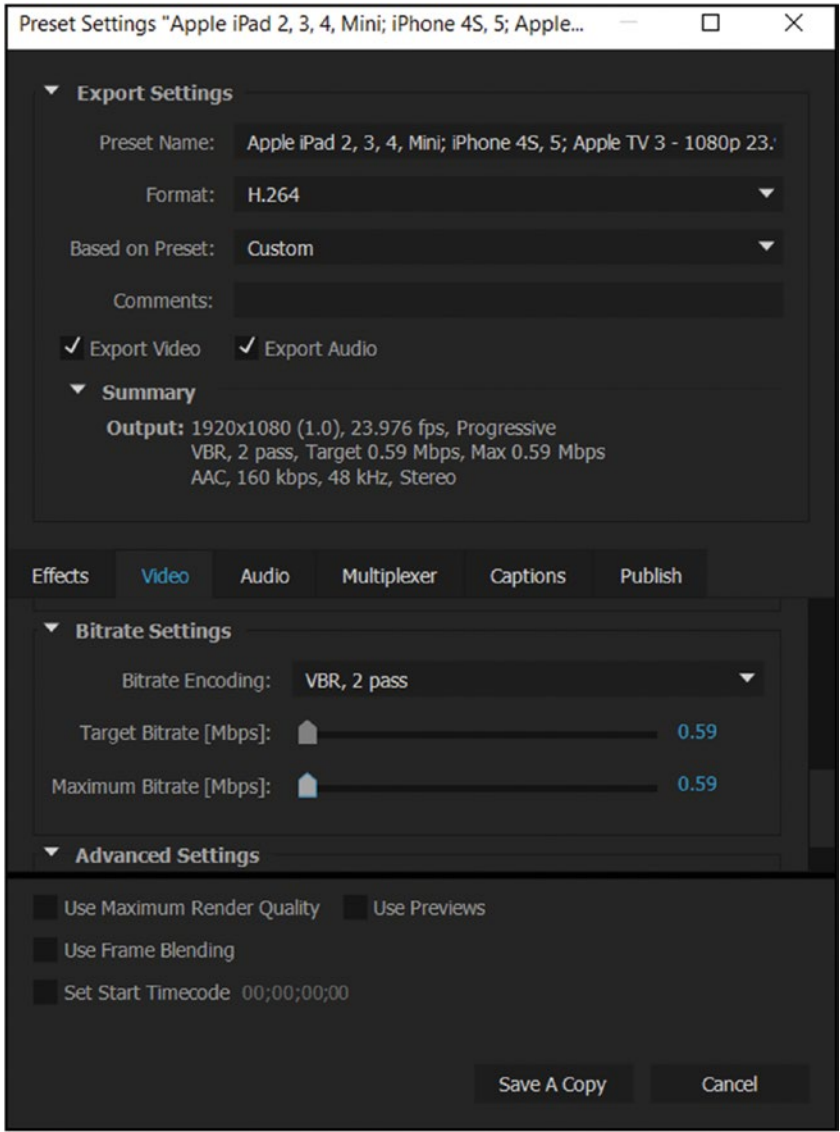 Preset Settings "Apple iPad 2, 3, 4, Mini; iPhone 4S, 5; Apple...
Export Settings
Preset Name: Apple iPad 2, 3, 4, Mini; iPhone 4S, 5; Apple TV 3 - 1080p 23.
Format: H.264
Based on Preset: Custom
Comments:
Export Video Export Audio
Summary
Output: 1920x1080 (1.0), 23.976 fps, Progressive
VBR, 2 pass, Target 0.59 Mbps, Max 0.59 Mbps
AAC, 160 kbps, 48 kHz, Stereo
Effects Video Audio Multiplexer Captions Publish
Bitrate Settings
Bitrate Encoding: VBR, 2 pass
Target Bitrate [Mbps]: 0.59
Maximum Bitrate [Mbps]: 0.59
Advanced Settings
Use Maximum Render Quality Use Previews
Use Frame Blending
Set Start Timecode 00;00;00;00
Save A Copy Cancel